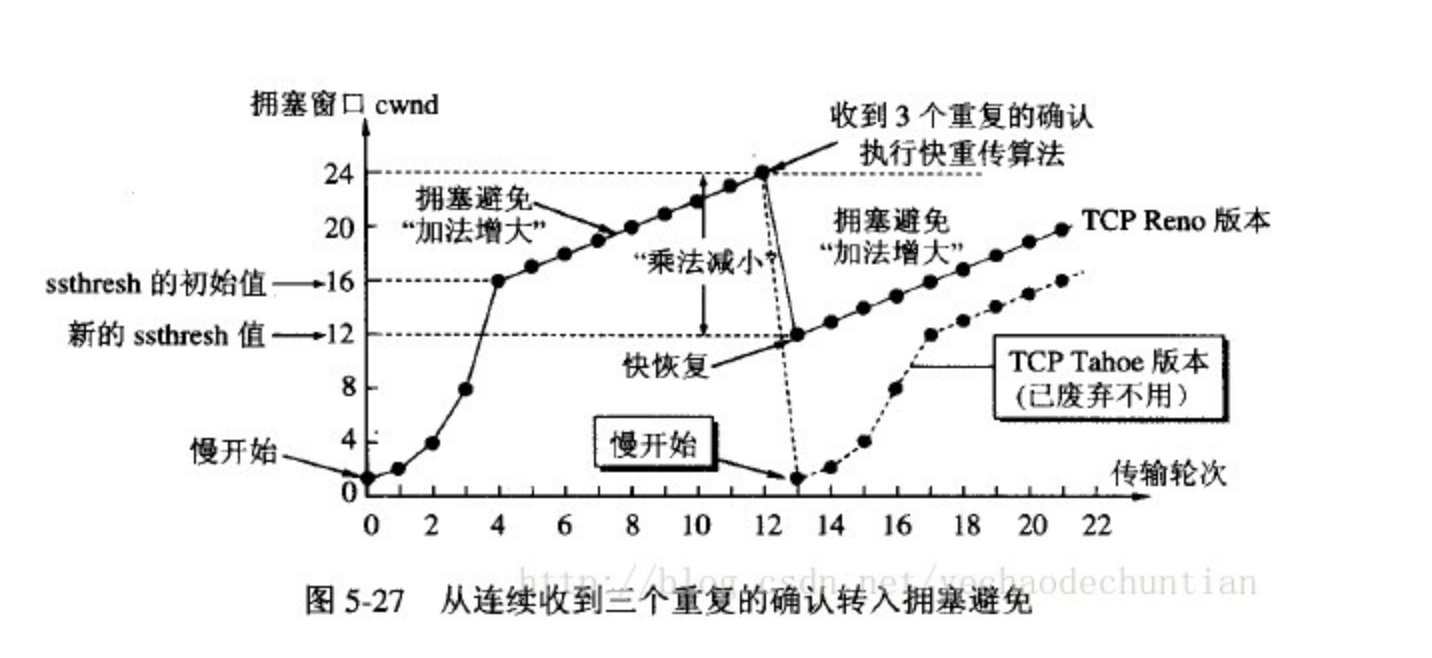 拥塞窗口 cwnd
收到 3 个重复的确认
执行快重传算法
24
拥塞避免
“加法增大”
20
拥塞避免
“加法增大”
TCP Reno 版本
“乘法减小”
ssthresh 的初始值
16
新的 ssthresh 值
12
快恢复
TCP Tahoe 版本
(已废弃不用)
8
慢开始
4
慢开始
0
传输轮次
0 2 4 6 8 10 12 14 16 18 20 22
http://blog.csdn.net/yechaodechuntian
图 5-27 从连续收到三个重复的确认转入拥塞避免